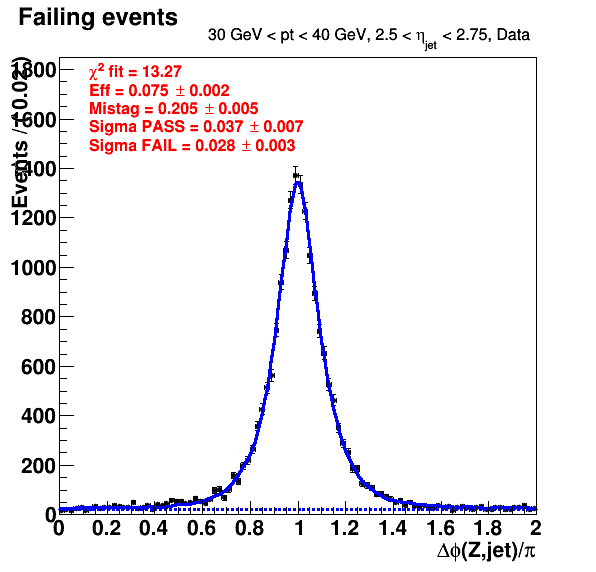 Failing events
30 GeV < pt < 40 GeV, 2.5 < η_jet < 2.75, Data
χ² fit = 13.27
Eff = 0.075 ± 0.002
Mistag = 0.205 ± 0.005
Sigma PASS = 0.037 ± 0.007
Sigma FAIL = 0.028 ± 0.003
Events / ( 0.02 )
1800
1600
1400
1200
1000
800
600
400
200
0
0 0.2 0.4 0.6 0.8 1 1.2 1.4 1.6 1.8 2
Δϕ(Z,jet)/π